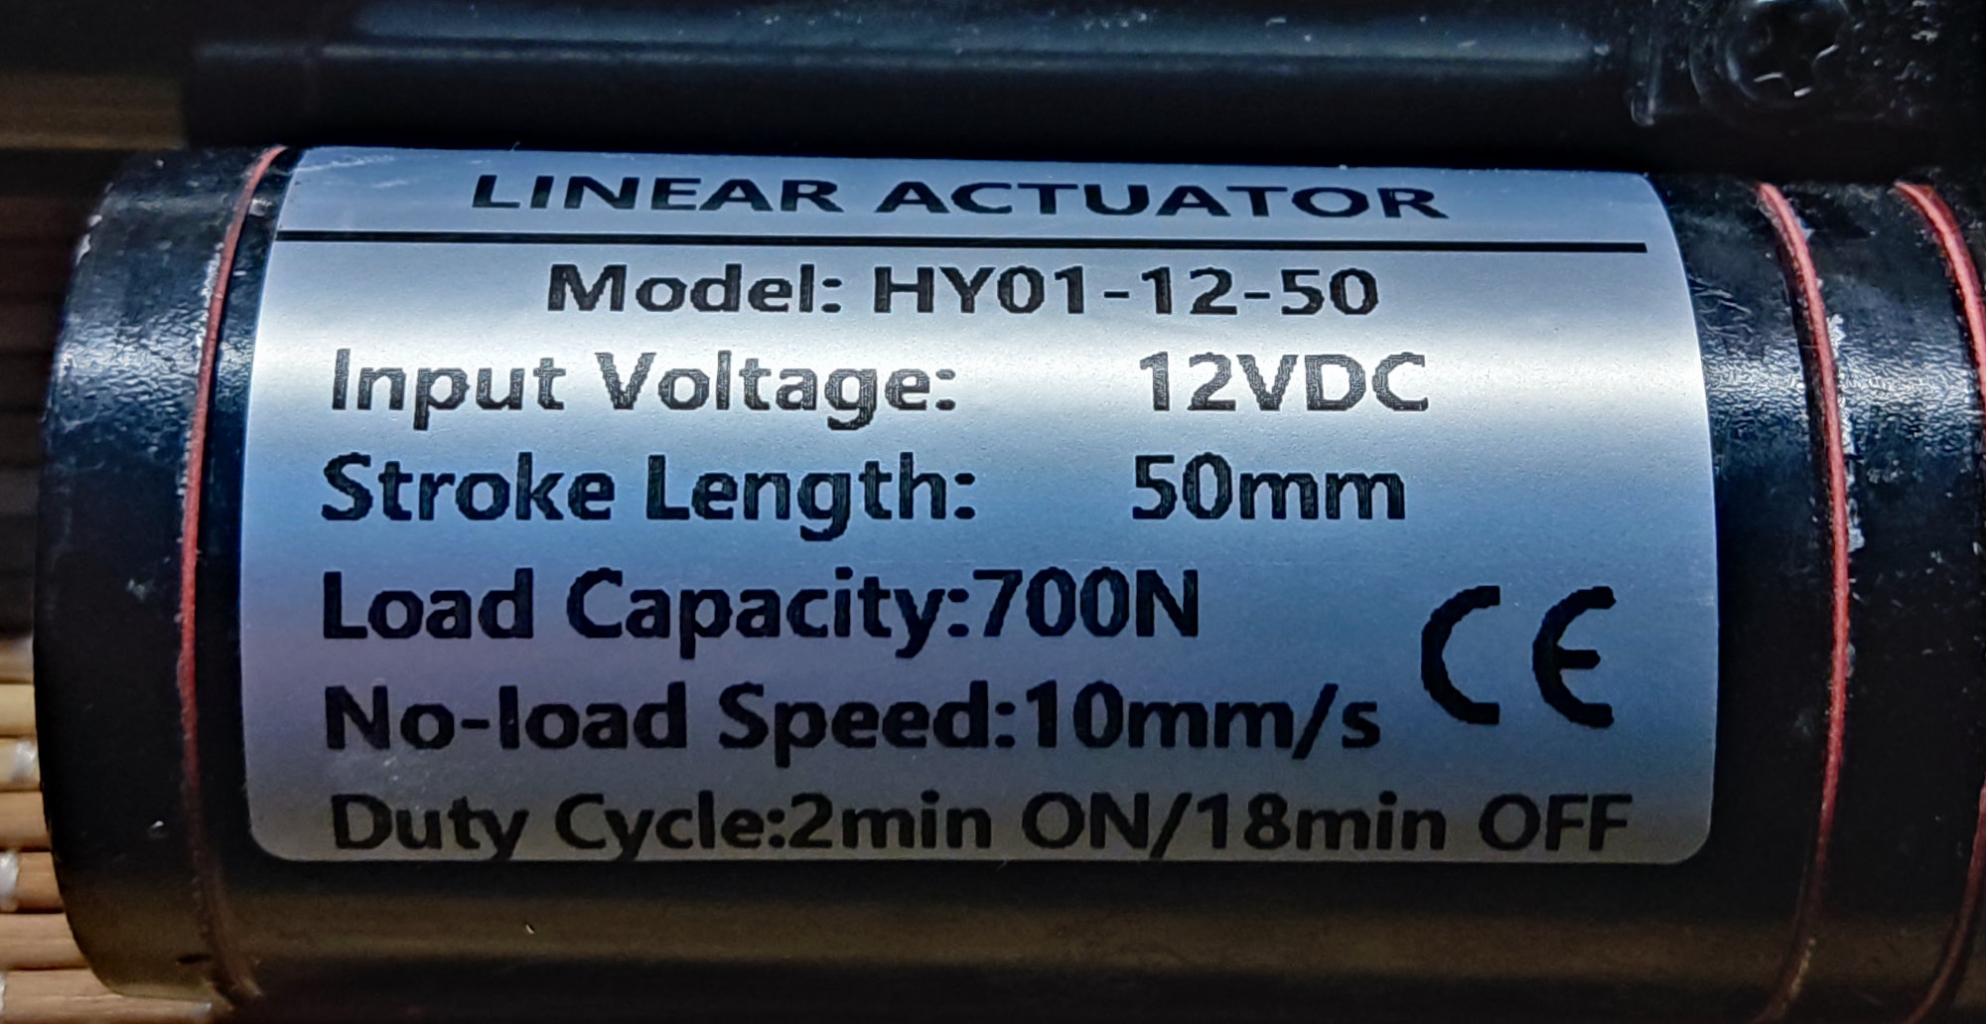 LINEAR ACTUATOR
Model: HY01-12-50
Input Voltage: 12VDC
Stroke Length: 50mm
Load Capacity:700N
No-load Speed:10mm/s
CE
Duty Cycle:2min ON/18min OFF